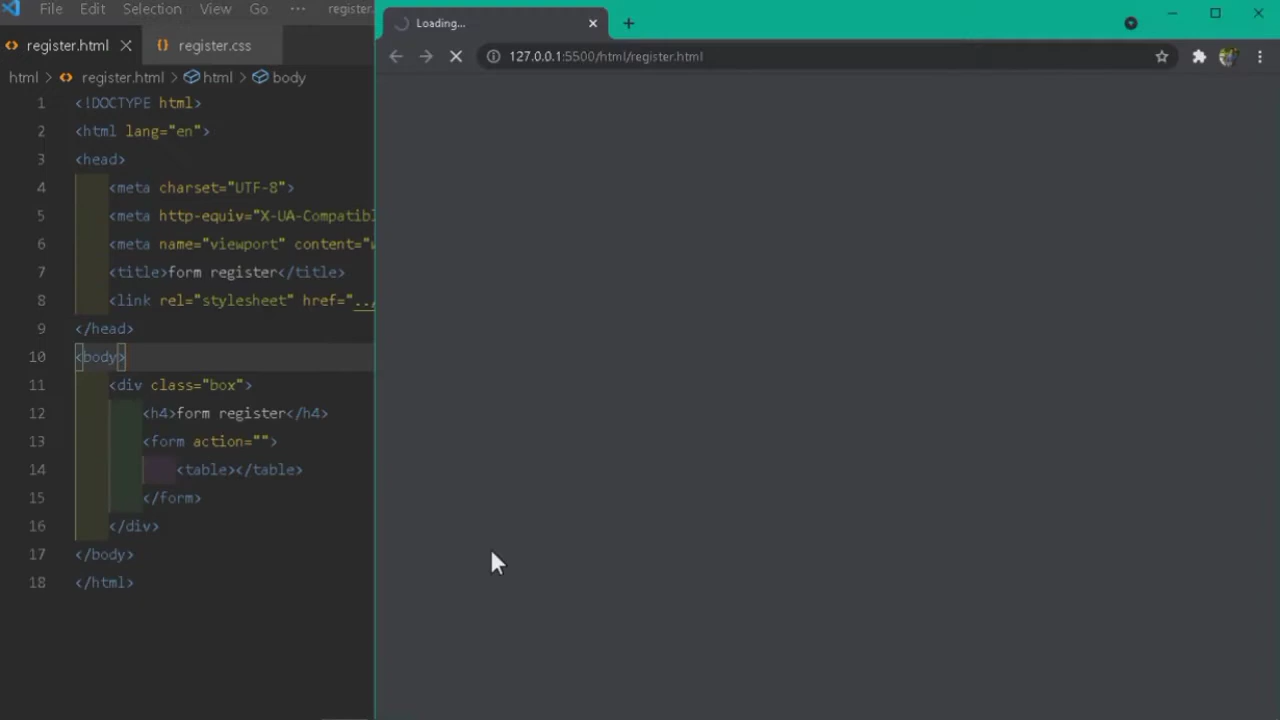 File Edit Selection View Go ··· register.
register.html register.css
html > register.html > html > body
Loading...
127.0.0.1:5500/html/register.html
1 <!DOCTYPE html>
2 <html lang="en">
3 <head>
4 <meta charset="UTF-8">
5 <meta http-equiv="X-UA-Compatibl
6 <meta name="viewport" content="w
7 <title>form register</title>
8 <link rel="stylesheet" href="../
9 </head>
10 <body>
11 <div class="box">
12 <h4>form register</h4>
13 <form action="">
14 <table></table>
15 </form>
16 </div>
17 </body>
18 </html>